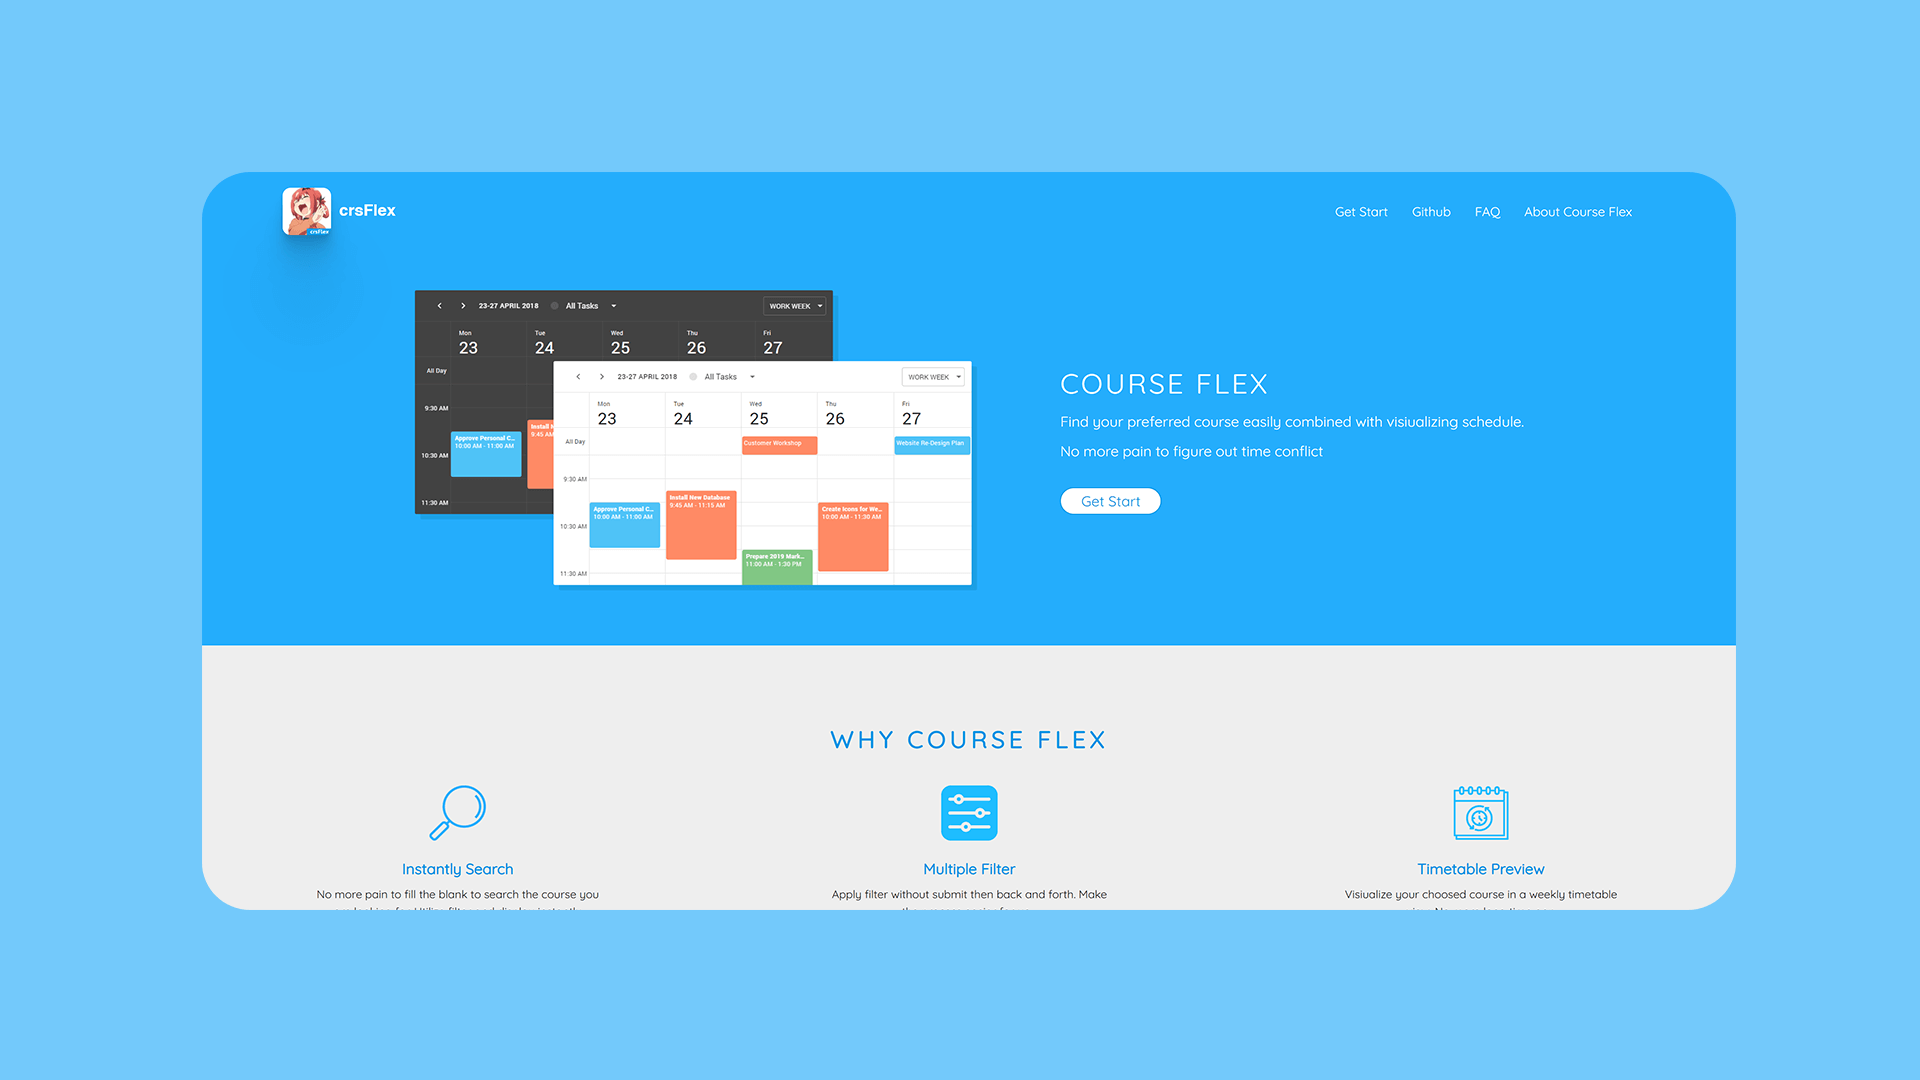 crsFlex
crsFlex
Get Start
Github
FAQ
About Course Flex
23-27 APRIL 2018
All Tasks
WORK WEEK
Mon
Tue
Wed
Thu
Fri
23
24
25
26
27
All Day
9:30 AM
Approve Personal C...
10:00 AM - 11:00 AM
Install
9:45 AM
10:30 AM
11:30 AM
23-27 APRIL 2018
All Tasks
WORK WEEK
Mon
Tue
Wed
Thu
Fri
23
24
25
26
27
All Day
Customer Workshop
Website Re-Design Plan
9:30 AM
Install New Database
9:45 AM - 11:15 AM
Approve Personal C...
10:00 AM - 11:00 AM
Create Icons for We...
10:00 AM - 11:30 AM
10:30 AM
Prepare 2019 Mark...
11:00 AM - 1:30 PM
11:30 AM
COURSE FLEX
Find your preferred course easily combined with visiualizing schedule.
No more pain to figure out time conflict
Get Start
WHY COURSE FLEX
Instantly Search
No more pain to fill the blank to search the course you
Multiple Filter
Apply filter without submit then back and forth. Make
Timetable Preview
Visiualize your choosed course in a weekly timetable